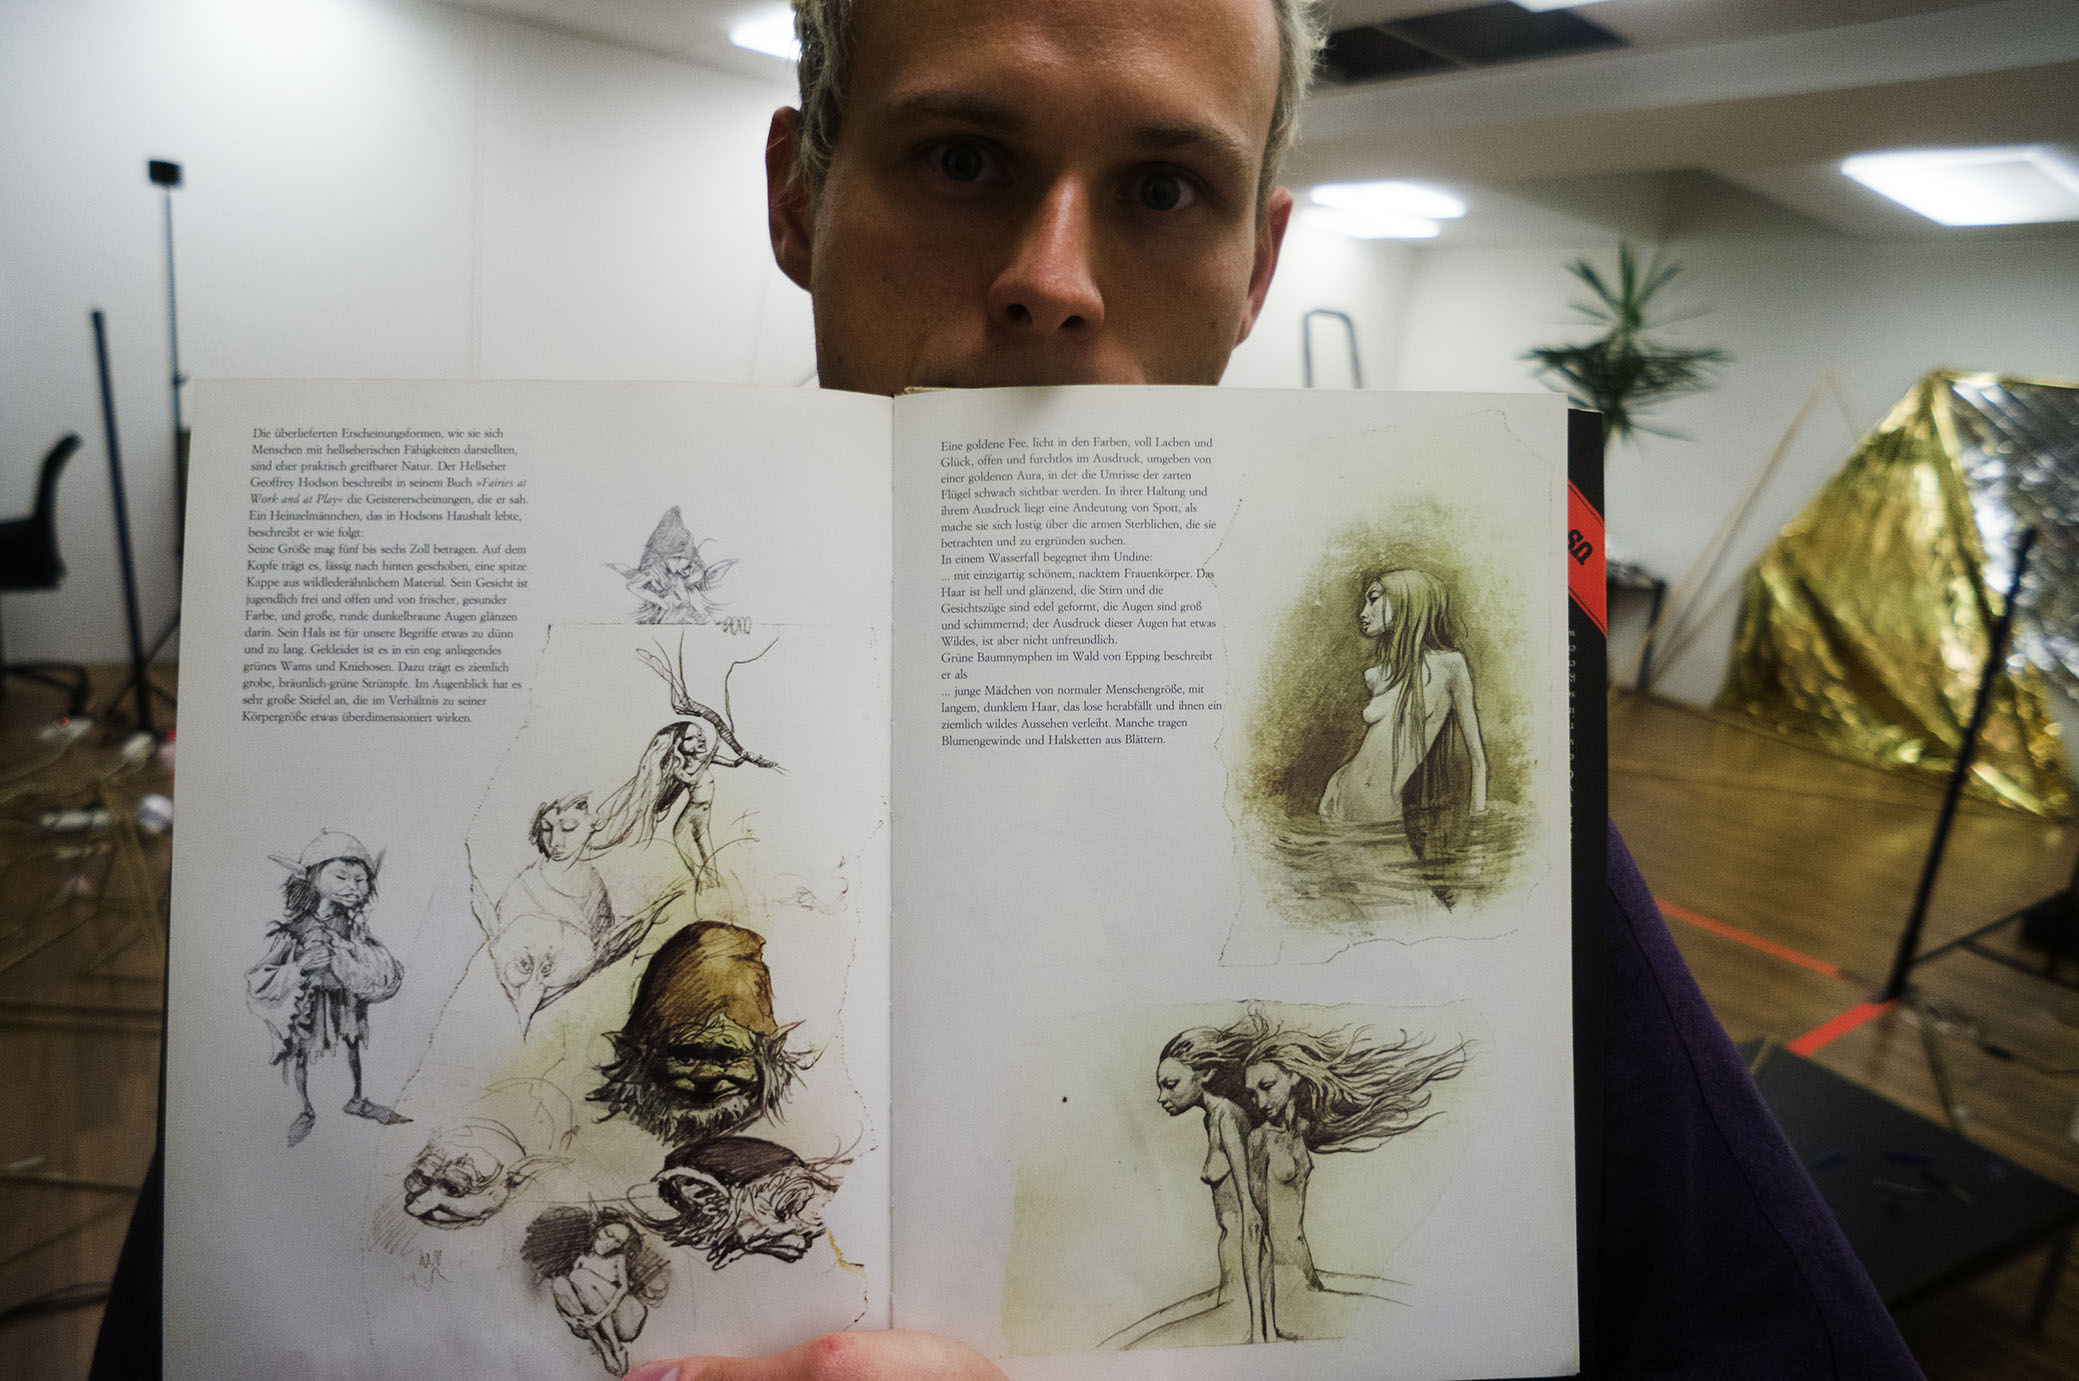 Die überlieferten Erscheinungsformen, wie sie sich
Menschen mit hellseherischen Fähigkeiten darstellten,
sind eher praktisch greifbarer Natur. Der Hellseher
Geoffrey Hodson beschreibt in seinem Buch »Fairies at
Work and at Play« die Geistererscheinungen, die er sah.
Ein Heinzelmännchen, das in Hodsons Haushalt lebte,
beschreibt er wie folgt:
Seine Größe mag fünf bis sechs Zoll betragen. Auf dem
Kopfe trägt es, lässig nach hinten geschoben, eine spitze
Kappe aus wildlederähnlichem Material. Sein Gesicht ist
jugendlich frei und offen und von frischer, gesunder
Farbe, und große, runde dunkelbraune Augen glänzen
darin. Sein Hals ist für unsere Begriffe etwas zu dünn
und zu lang. Gekleidet ist es in ein eng anliegendes
grünes Wams und Kniehosen. Dazu trägt es ziemlich
grobe, bräunlich-grüne Strümpfe. Im Augenblick hat es
sehr große Stiefel an, die im Verhältnis zu seiner
Körpergröße etwas überdimensioniert wirken.
Eine goldene Fee, licht in den Farben, voll Lachen und
Glück, offen und furchtlos im Ausdruck, umgeben von
einer goldenen Aura, in der die Umrisse der zarten
Flügel schwach sichtbar werden. In ihrer Haltung und
ihrem Ausdruck liegt eine Andeutung von Spott, als
mache sie sich lustig über die armen Sterblichen, die sie
betrachten und zu ergründen suchen.
In einem Wasserfall begegnet ihm Undine:
... mit einzigartig schönem, nacktem Frauenkörper. Das
Haar ist hell und glänzend, die Stirn und die
Gesichtszüge sind edel geformt, die Augen sind groß
und schimmernd; der Ausdruck dieser Augen hat etwas
Wildes, ist aber nicht unfreundlich.
Grüne Baumnymphen im Wald von Epping beschreibt
er als
... junge Mädchen von normaler Menschengröße, mit
langem, dunklem Haar, das lose herabfällt und ihnen ein
ziemlich wildes Aussehen verleiht. Manche tragen
Blumengewinde und Halsketten aus Blättern.